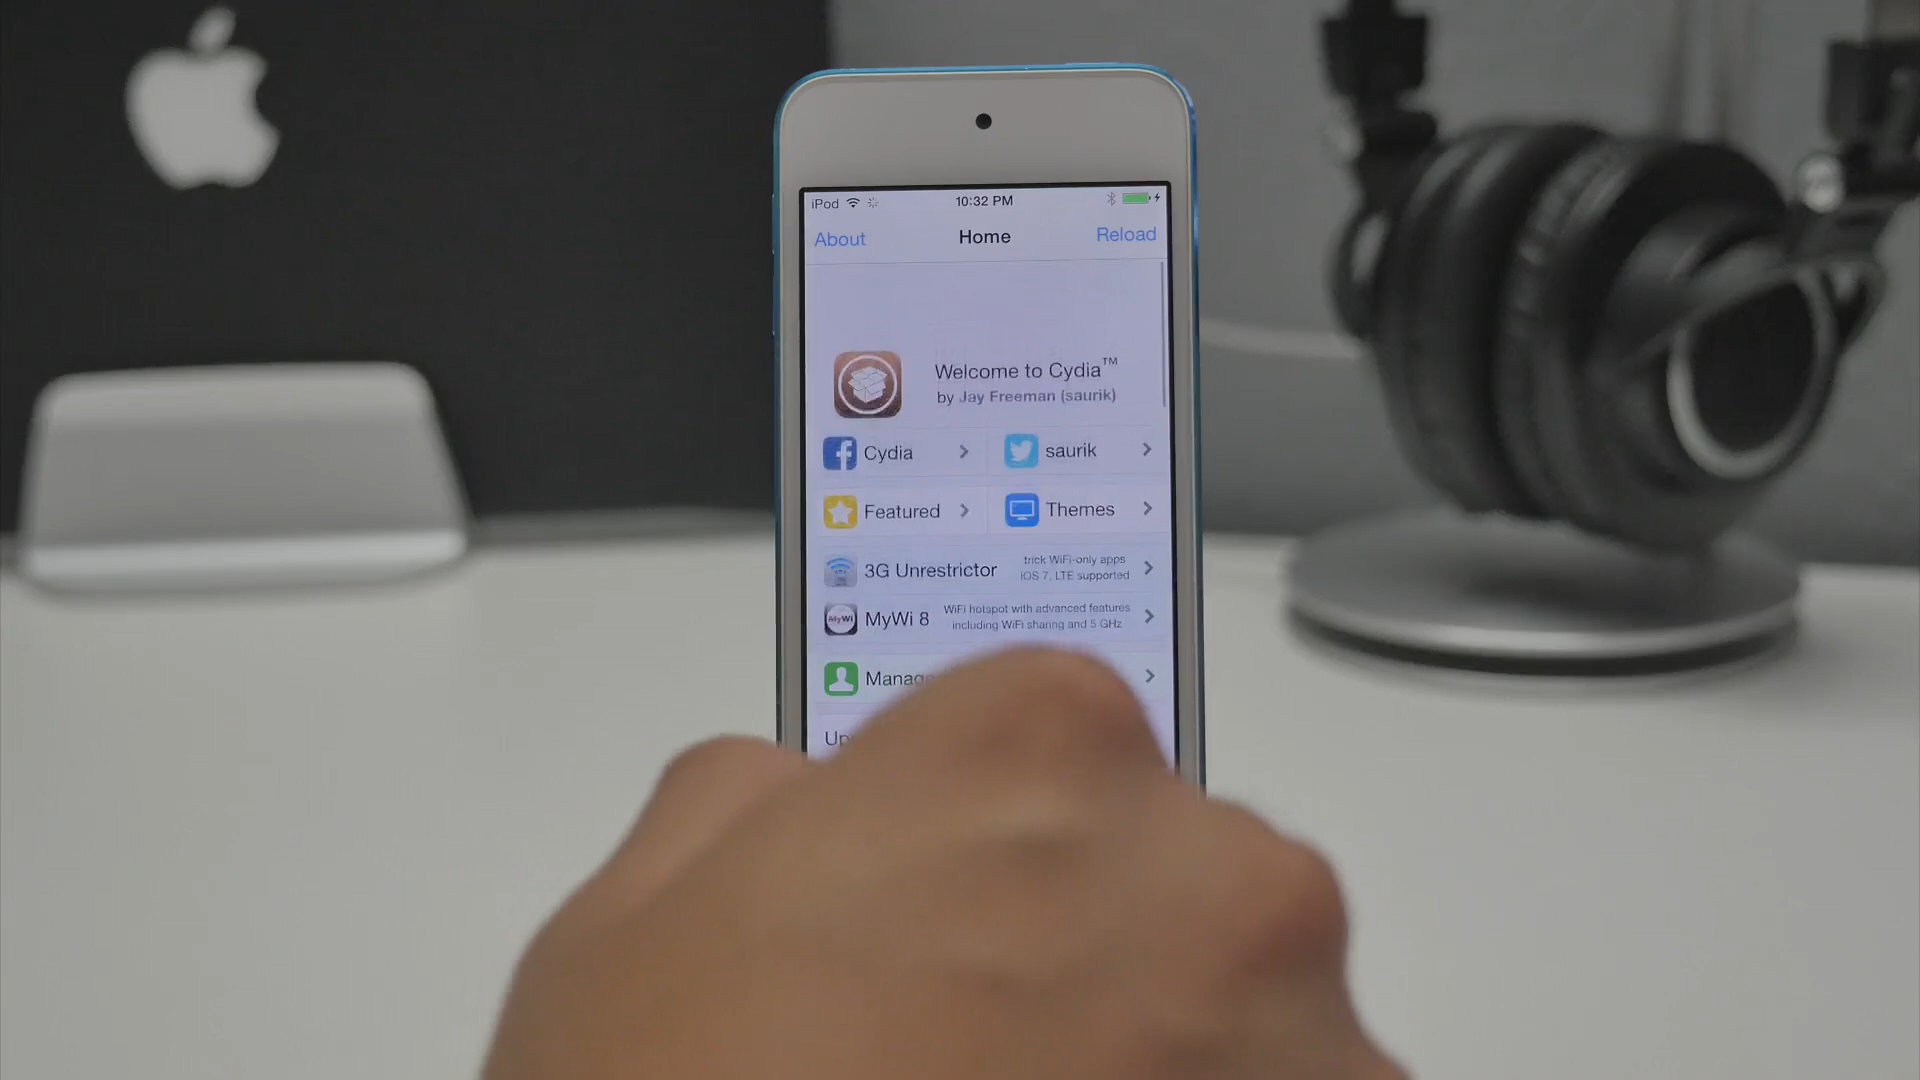 iPod 10:32 PM
About Home Reload
Welcome to Cydia™
by Jay Freeman (saurik)
Cydia
saurik
Featured
Themes
3G Unrestrictor
trick WiFi-only apps
iOS 7, LTE supported
MyWi 8
WiFi hotspot with advanced features
including WiFi sharing and 5 GHz